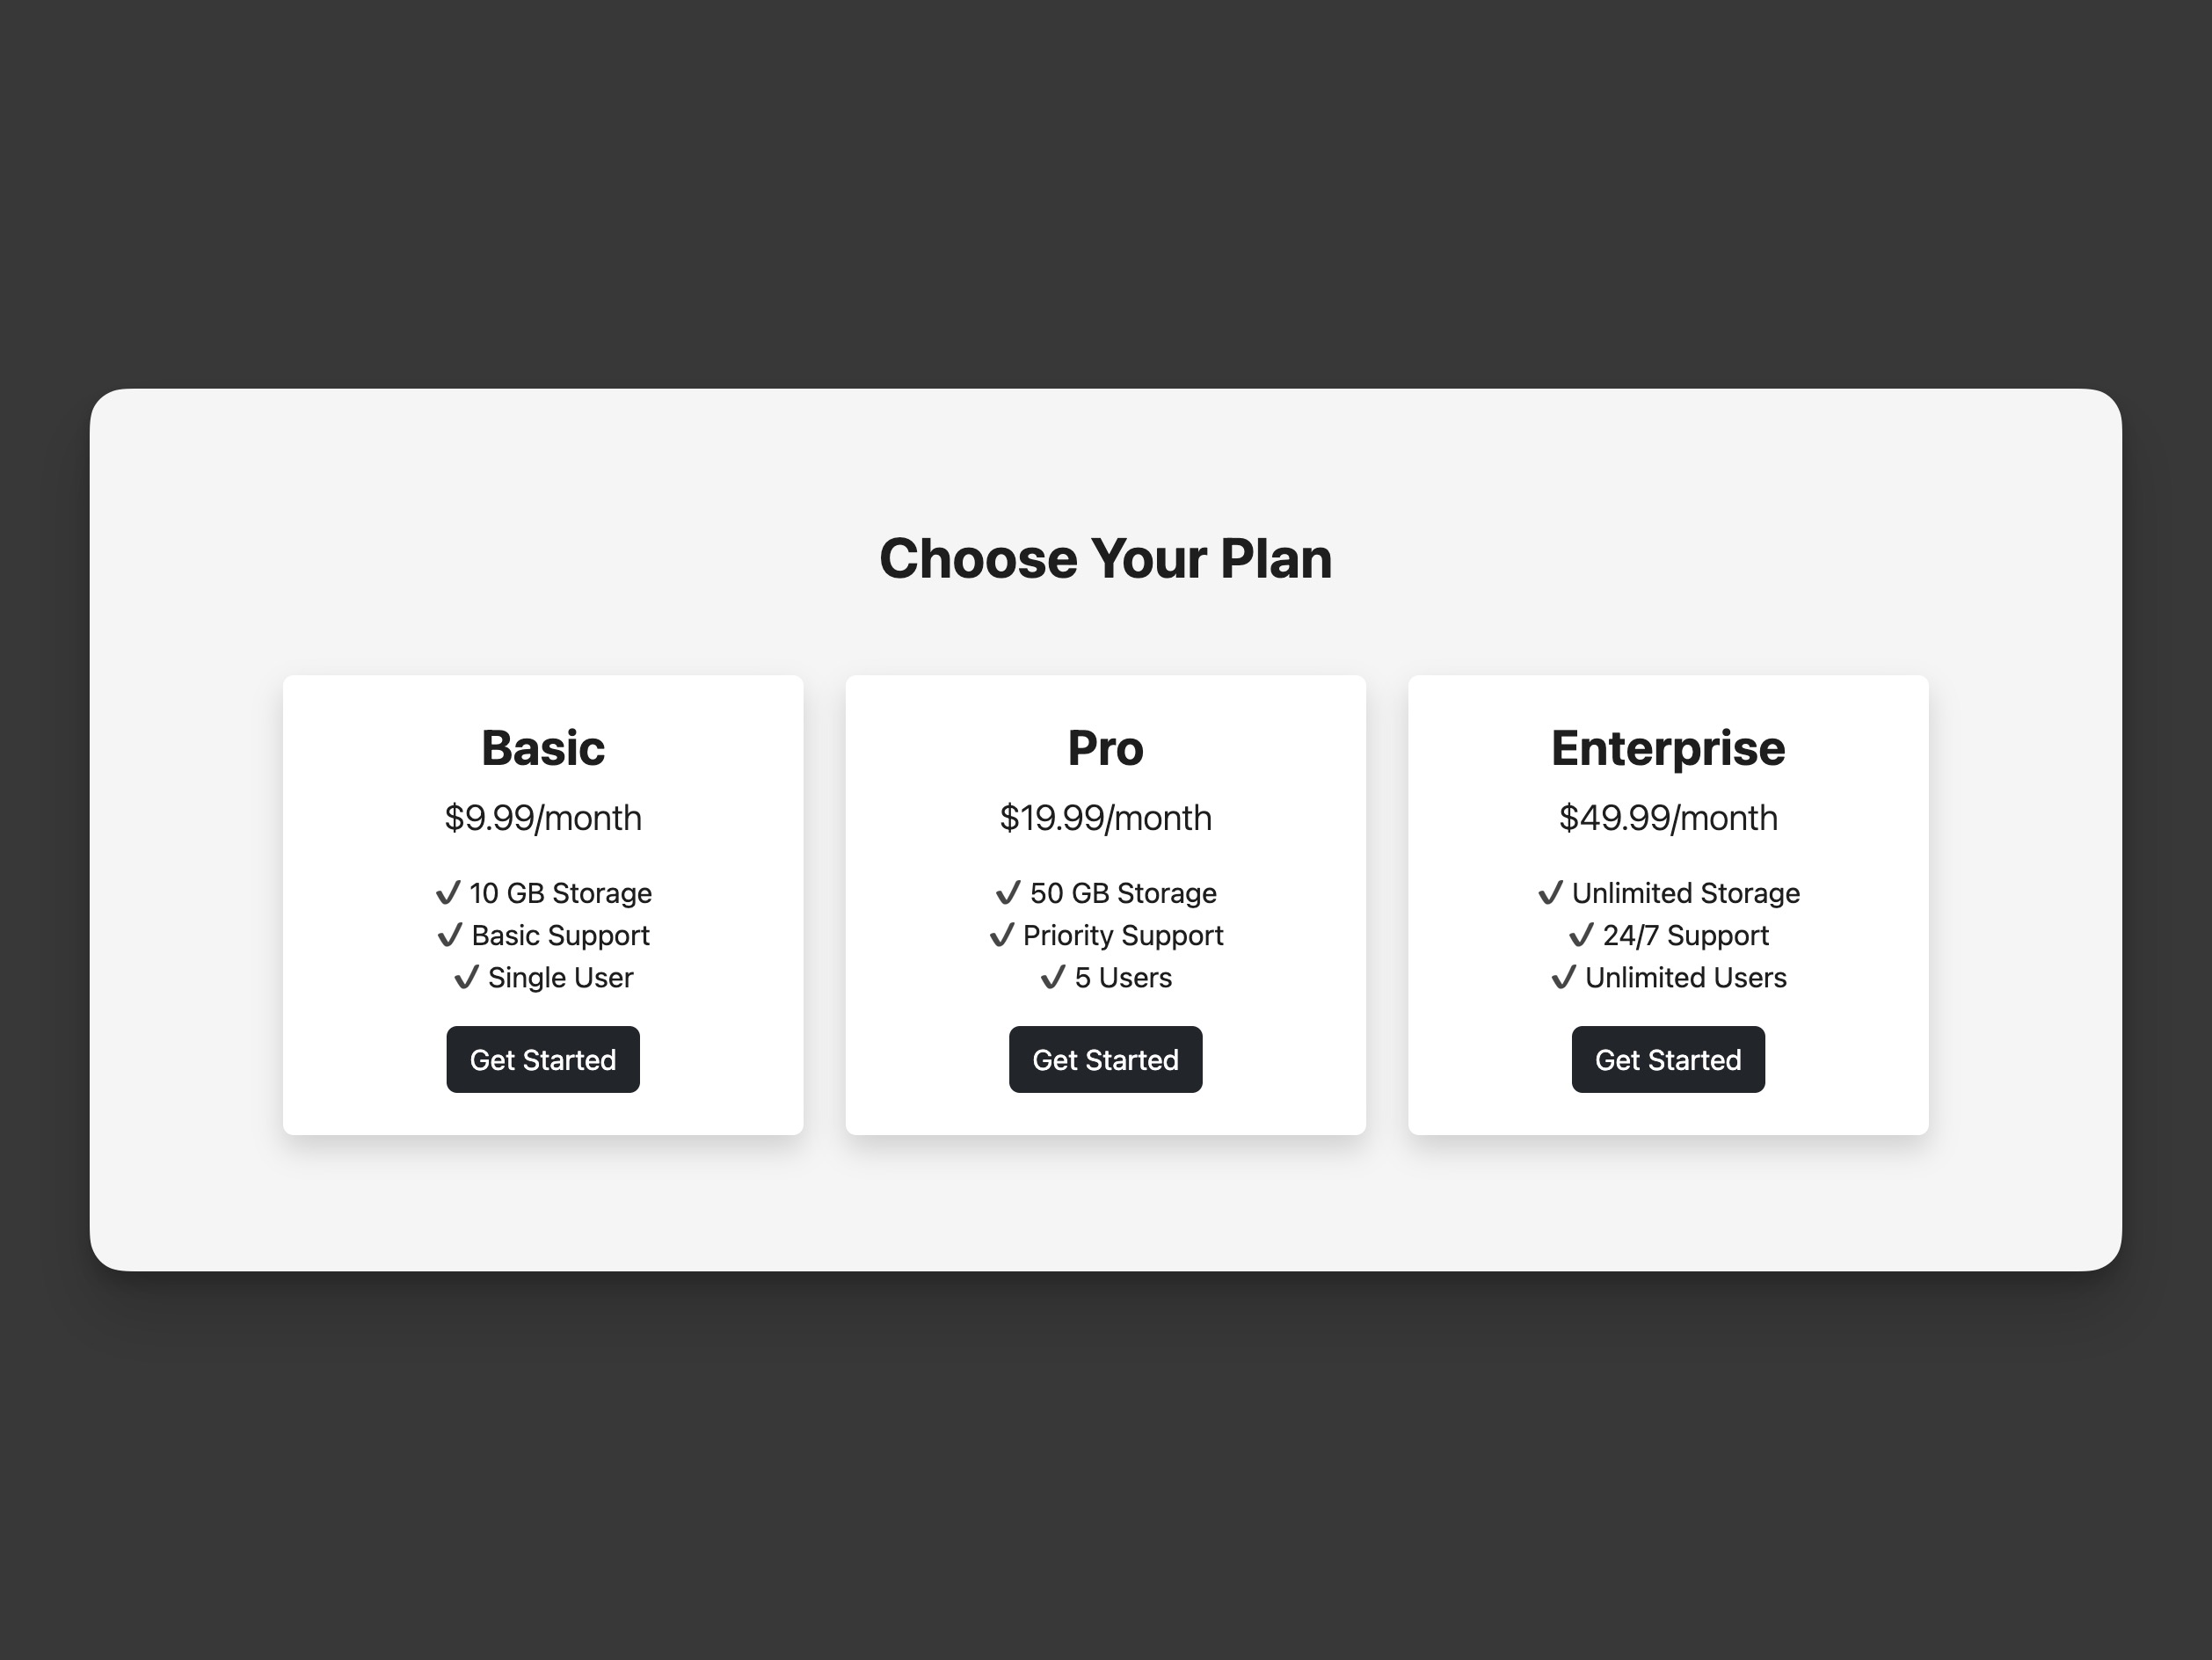 Choose Your Plan
Basic
$9.99/month
✔ 10 GB Storage
✔ Basic Support
✔ Single User
Get Started
Pro
$19.99/month
✔ 50 GB Storage
✔ Priority Support
✔ 5 Users
Get Started
Enterprise
$49.99/month
✔ Unlimited Storage
✔ 24/7 Support
✔ Unlimited Users
Get Started